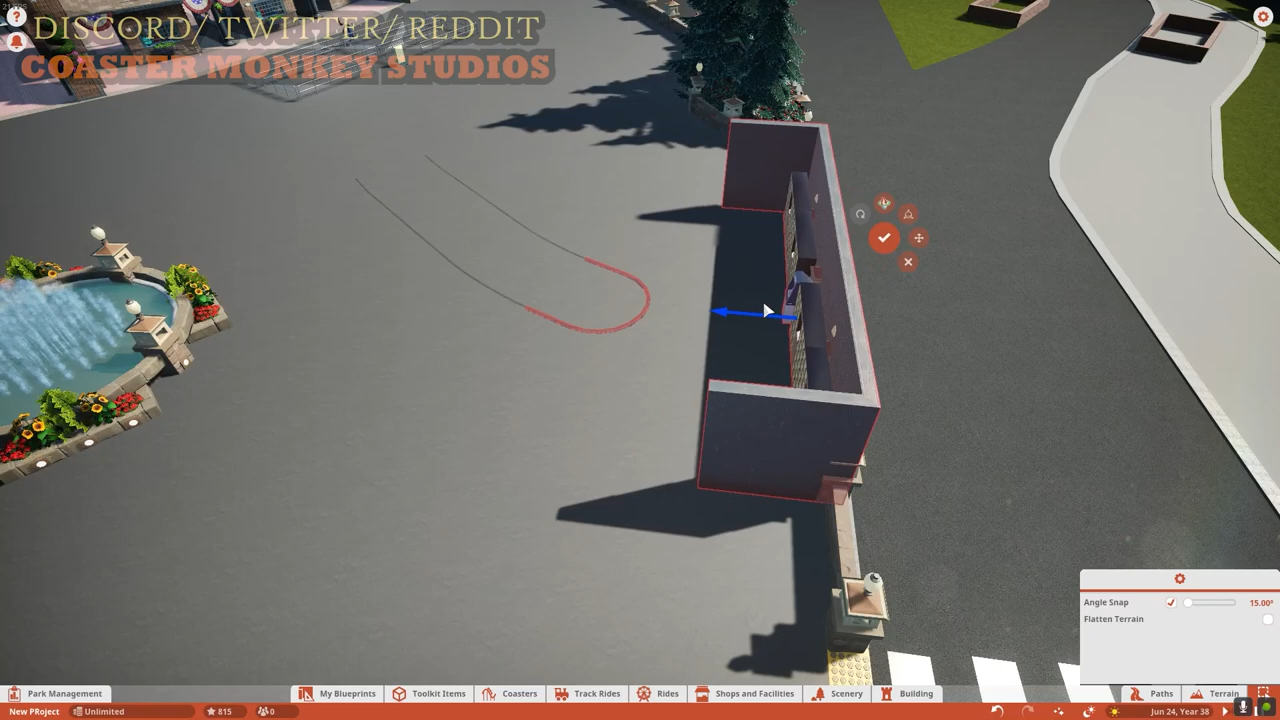 DISCORD/ TWITTER/ REDDIT
COASTER MONKEY STUDIOS
Angle Snap 15.00°
Flatten Terrain
Park Management My Blueprints Toolkit Items Coasters Track Rides Rides Shops and Facilities Scenery Building Paths Terrain
New PROject Unlimited 815 0 Jun 24, Year 38